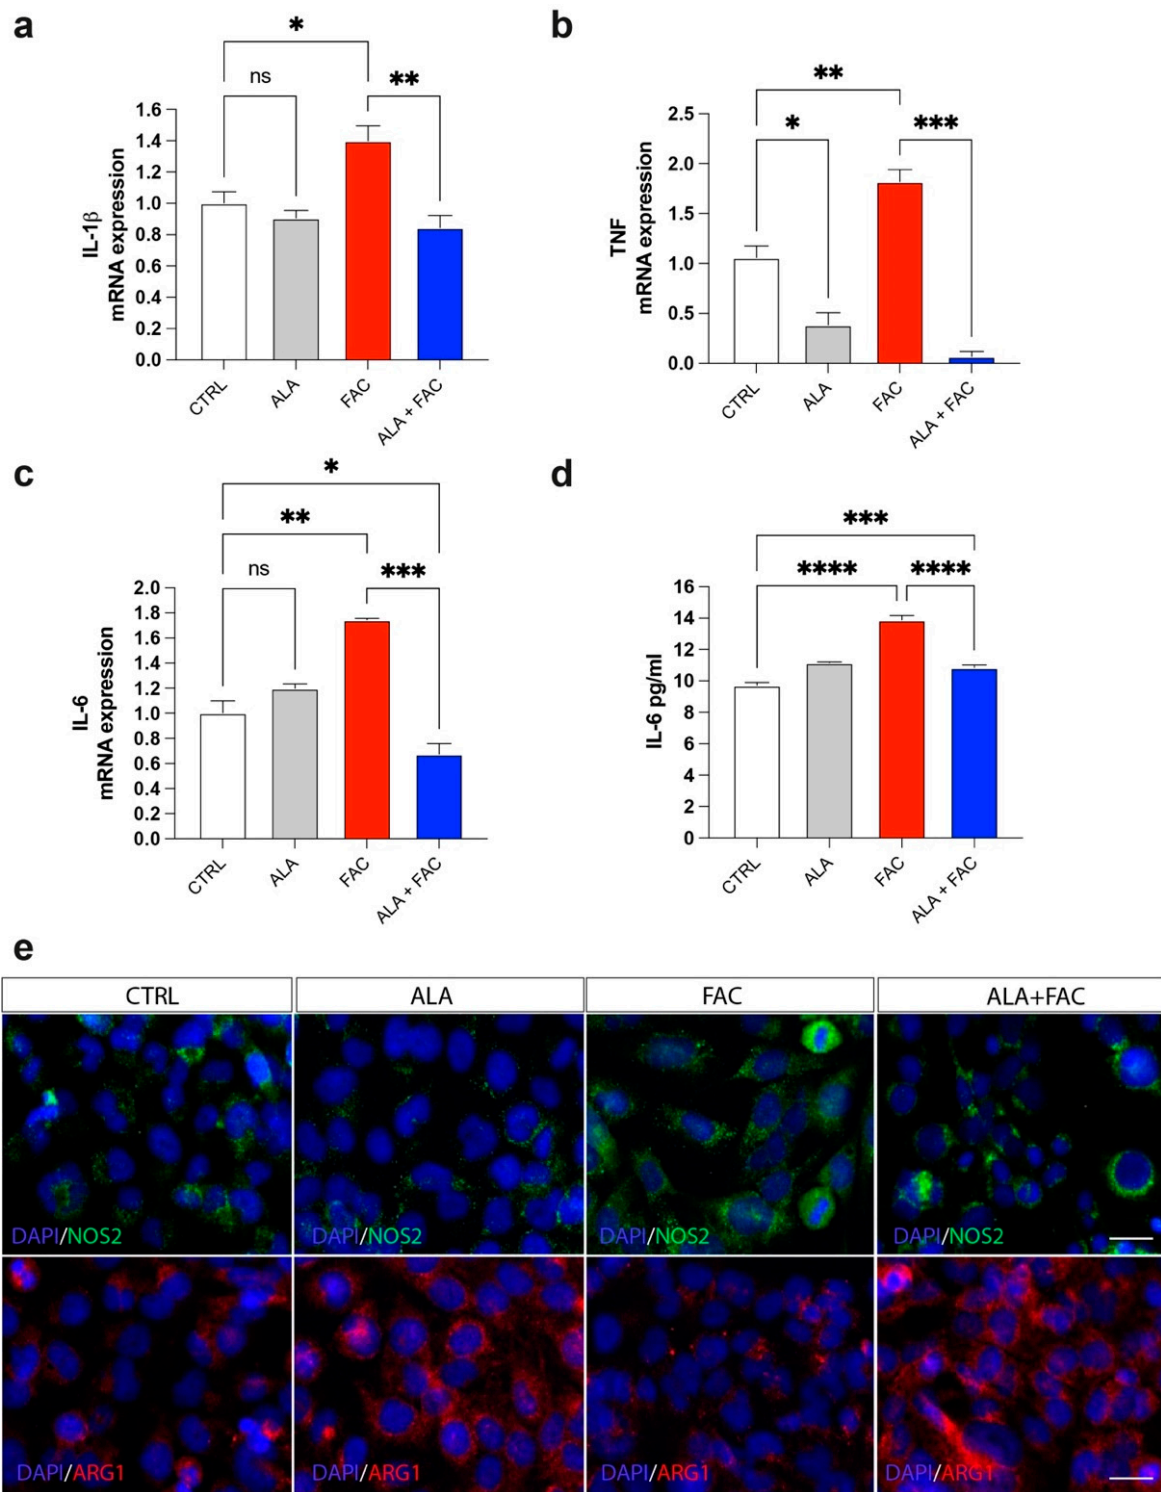 a
*
ns
**
1.6
1.4
1.2
1.0
0.8
0.6
0.4
0.2
0.0
IL-1β
mRNA expression
CTRL
ALA
FAC
ALA + FAC
b
**
*
***
2.5
2.0
1.5
1.0
0.5
0.0
TNF
mRNA expression
CTRL
ALA
FAC
ALA + FAC
c
*
**
ns
***
2.0
1.8
1.6
1.4
1.2
1.0
0.8
0.6
0.4
0.2
0.0
IL-6
mRNA expression
CTRL
ALA
FAC
ALA + FAC
d
***
****
****
16
14
12
10
8
6
4
2
0
IL-6 pg/ml
CTRL
ALA
FAC
ALA + FAC
e
CTRL
ALA
FAC
ALA+FAC
DAPI/NOS2
DAPI/NOS2
DAPI/NOS2
DAPI/NOS2
DAPI/ARG1
DAPI/ARG1
DAPI/ARG1
DAPI/ARG1